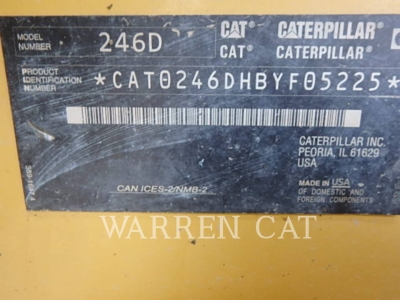 MODEL NUMBER 246D CAT CATERPILLAR
CAT CATERPILLAR
PRODUCT IDENTIFICATION NUMBER *CAT0246DHBYF05225*
CATERPILLAR INC.
PEORIA, IL 61629
USA
CAN ICES-2/NMB-2
MADE IN USA
OF DOMESTIC AND
FOREIGN COMPONENTS
WARREN CAT